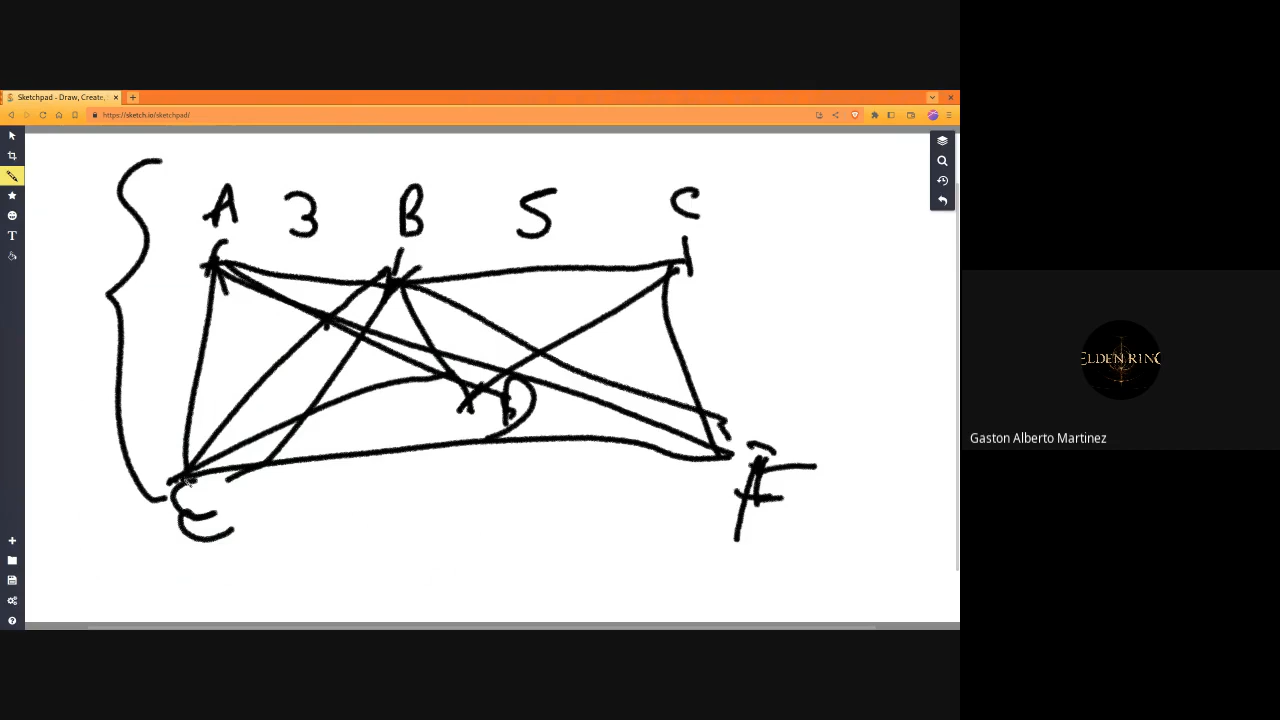 Sketchpad - Draw, Create,
https://sketch.io/sketchpad/
A 3 B 5 C
D
E F
ELDEN RING
Gaston Alberto Martinez